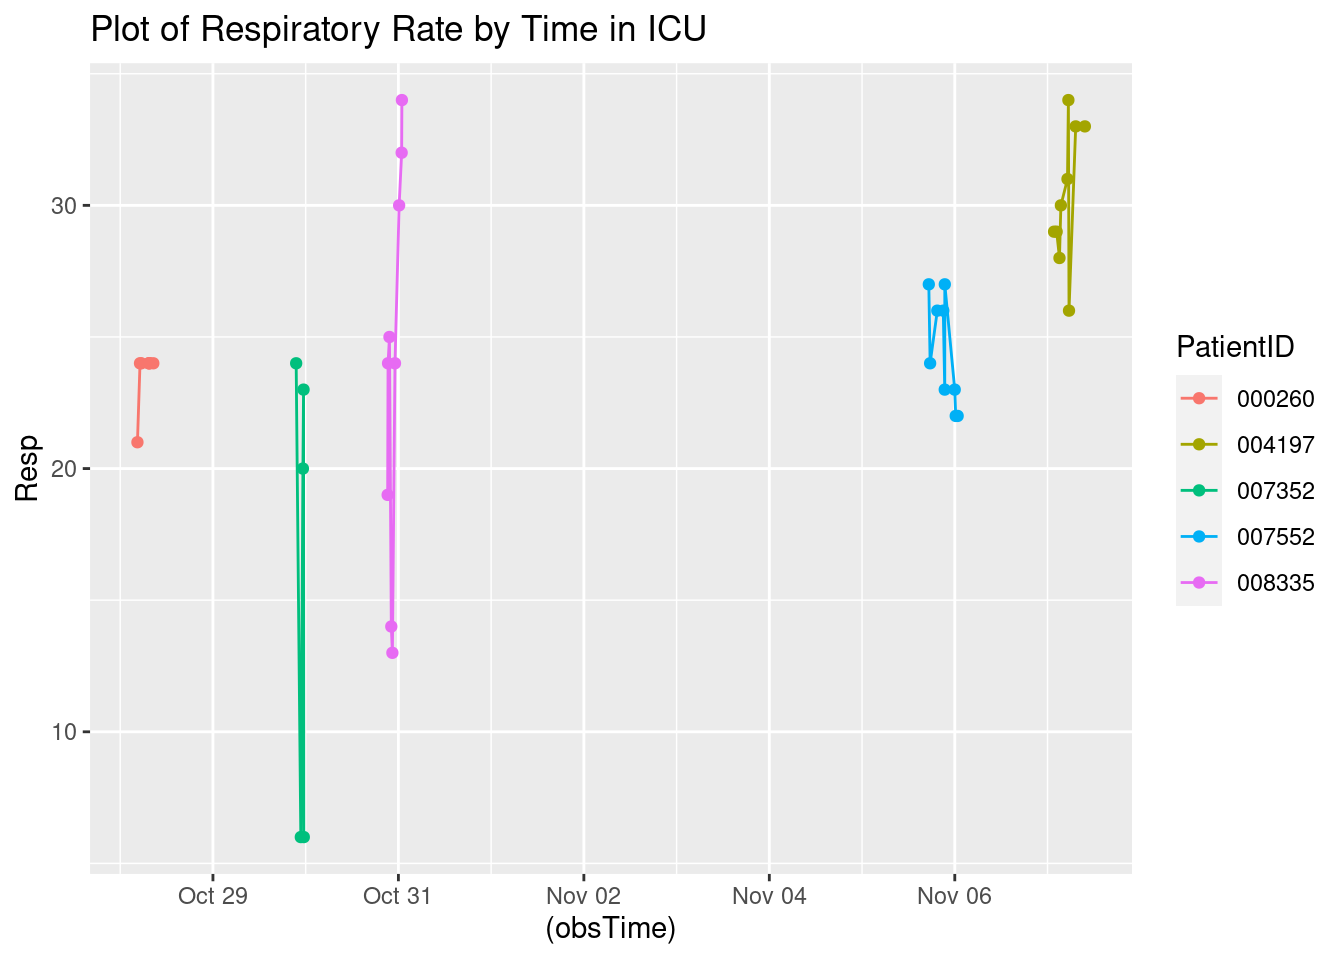 Plot of Respiratory Rate by Time in ICU
Resp
30
20
10
Oct 29
Oct 31
Nov 02
Nov 04
Nov 06
(obsTime)
PatientID
000260
004197
007352
007552
008335